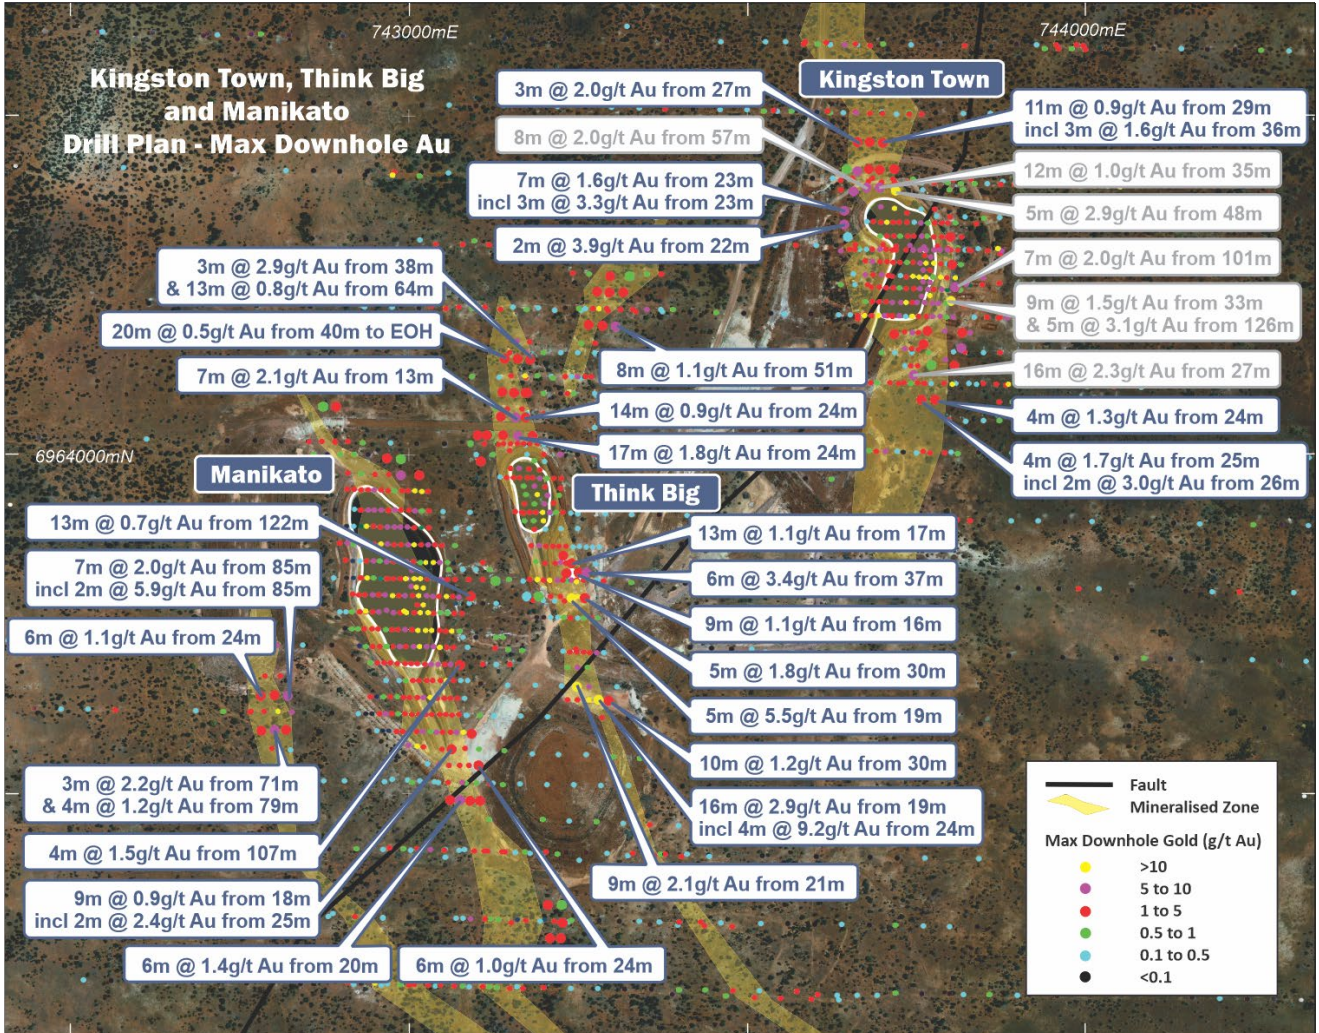 743000mE
744000mE
Kingston Town, Think Big
and Manikato
Drill Plan - Max Downhole Au
Kingston Town
3m @ 2.0g/t Au from 27m
11m @ 0.9g/t Au from 29m
incl 3m @ 1.6g/t Au from 36m
8m @ 2.0g/t Au from 57m
12m @ 1.0g/t Au from 35m
7m @ 1.6g/t Au from 23m
incl 3m @ 3.3g/t Au from 23m
5m @ 2.9g/t Au from 48m
2m @ 3.9g/t Au from 22m
7m @ 2.0g/t Au from 101m
3m @ 2.9g/t Au from 38m
& 13m @ 0.8g/t Au from 64m
9m @ 1.5g/t Au from 33m
& 5m @ 3.1g/t Au from 126m
20m @ 0.5g/t Au from 40m to EOH
7m @ 2.1g/t Au from 13m
8m @ 1.1g/t Au from 51m
16m @ 2.3g/t Au from 27m
14m @ 0.9g/t Au from 24m
4m @ 1.3g/t Au from 24m
17m @ 1.8g/t Au from 24m
6964000mN
4m @ 1.7g/t Au from 25m
incl 2m @ 3.0g/t Au from 26m
Manikato
Think Big
13m @ 0.7g/t Au from 122m
13m @ 1.1g/t Au from 17m
7m @ 2.0g/t Au from 85m
incl 2m @ 5.9g/t Au from 85m
6m @ 3.4g/t Au from 37m
6m @ 1.1g/t Au from 24m
9m @ 1.1g/t Au from 16m
5m @ 1.8g/t Au from 30m
5m @ 5.5g/t Au from 19m
3m @ 2.2g/t Au from 71m
& 4m @ 1.2g/t Au from 79m
10m @ 1.2g/t Au from 30m
16m @ 2.9g/t Au from 19m
incl 4m @ 9.2g/t Au from 24m
4m @ 1.5g/t Au from 107m
9m @ 2.1g/t Au from 21m
9m @ 0.9g/t Au from 18m
incl 2m @ 2.4g/t Au from 25m
6m @ 1.4g/t Au from 20m
6m @ 1.0g/t Au from 24m
Fault
Mineralised Zone
Max Downhole Gold (g/t Au)
>10
5 to 10
1 to 5
0.5 to 1
0.1 to 0.5
<0.1